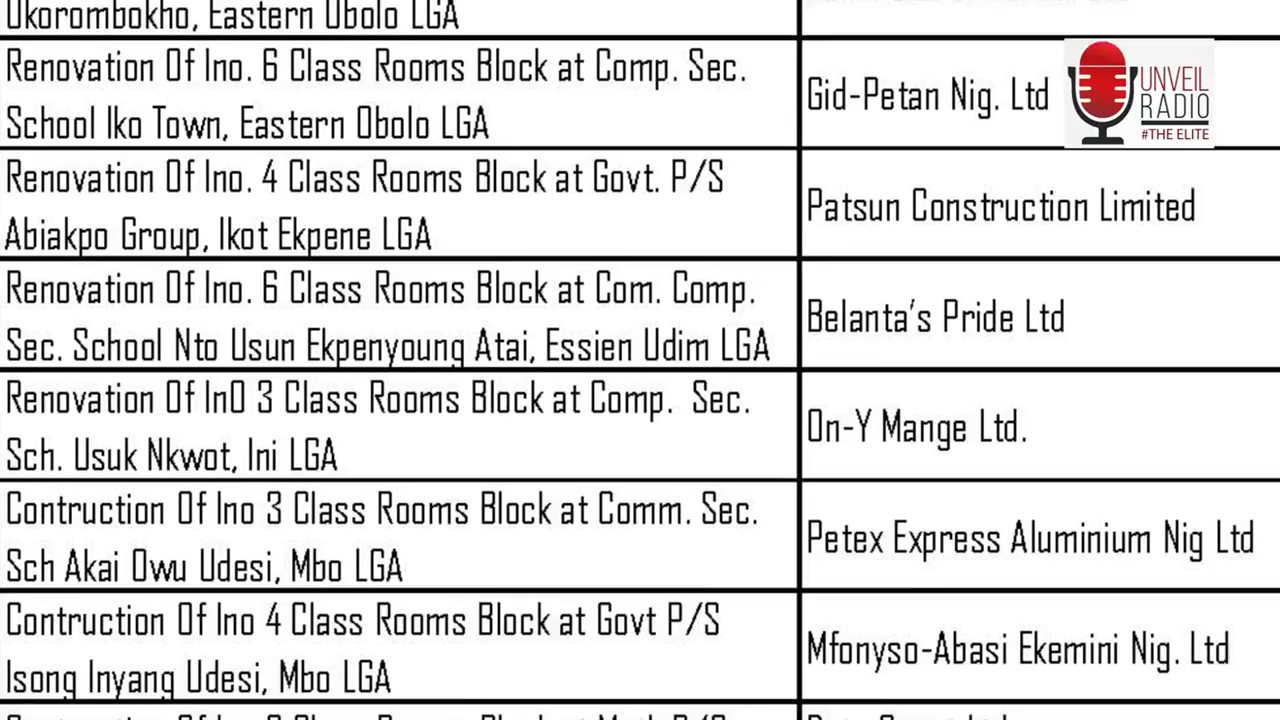 Okorombokho, Eastern Obolo LGA
Renovation Of Ino. 6 Class Rooms Block at Comp. Sec.
School Iko Town, Eastern Obolo LGA
Gid-Petan Nig. Ltd
UNVEIL
RADIO
#THE ELITE
Renovation Of Ino. 4 Class Rooms Block at Govt. P/S
Abiakpo Group, Ikot Ekpene LGA
Patsun Construction Limited
Renovation Of Ino. 6 Class Rooms Block at Com. Comp.
Sec. School Nto Usun Ekpenyoung Atai, Essien Udim LGA
Belanta's Pride Ltd
Renovation Of InO 3 Class Rooms Block at Comp. Sec.
Sch. Usuk Nkwot, Ini LGA
On-Y Mange Ltd.
Contruction Of Ino 3 Class Rooms Block at Comm. Sec.
Sch Akai Owu Udesi, Mbo LGA
Petex Express Aluminium Nig Ltd
Contruction Of Ino 4 Class Rooms Block at Govt P/S
Isong Inyang Udesi, Mbo LGA
Mfonyso-Abasi Ekemini Nig. Ltd